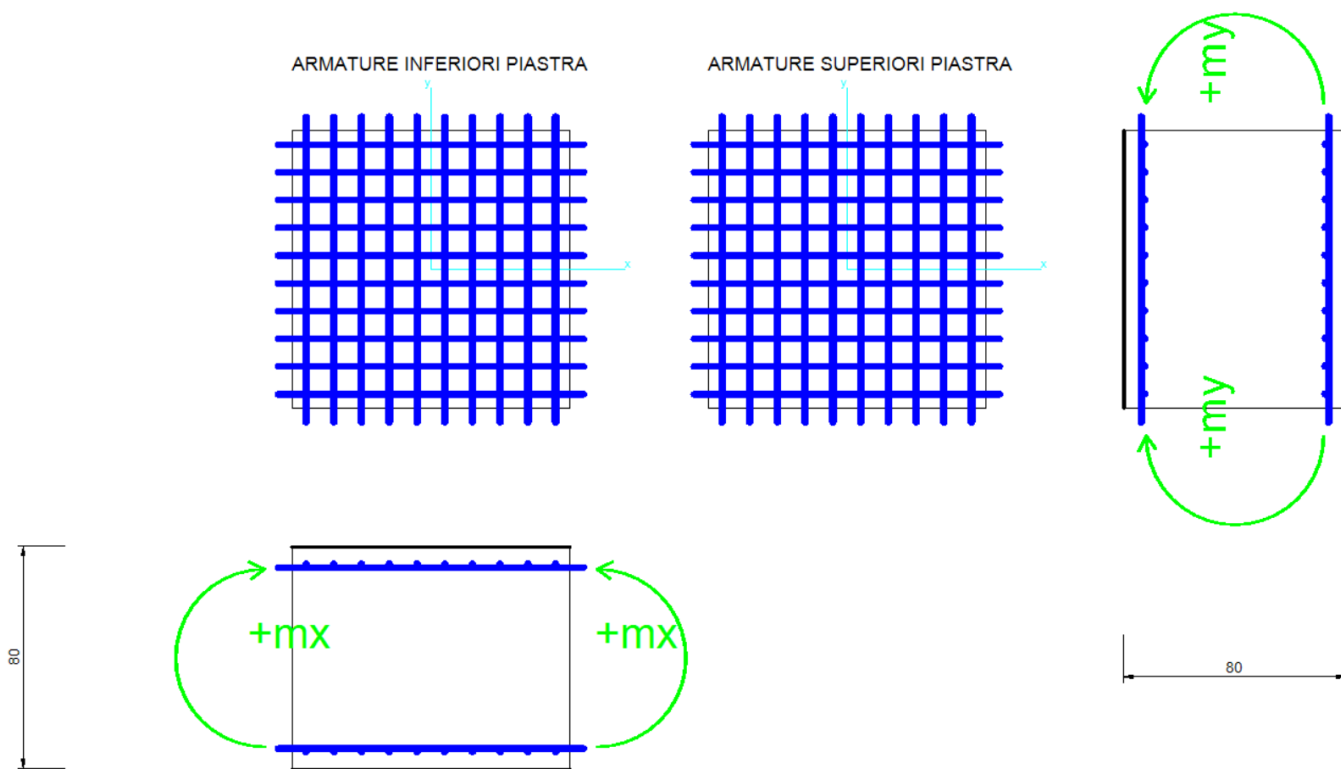 ARMATURE INFERIORI PIASTRA
ARMATURE SUPERIORI PIASTRA
y
x
y
x
+my
+my
+mx
+mx
80
80